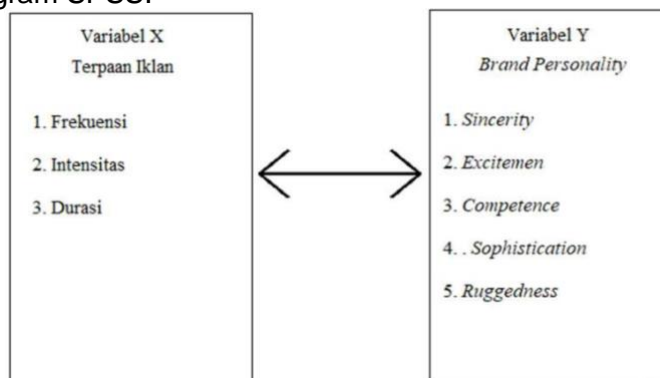 Variabel X
Terpaan Iklan
1. Frekuensi
2. Intensitas
3. Durasi
Variabel Y
Brand Personality
1. Sincerity
2. Excitemen
3. Competence
4. . Sophistication
5. Ruggedness